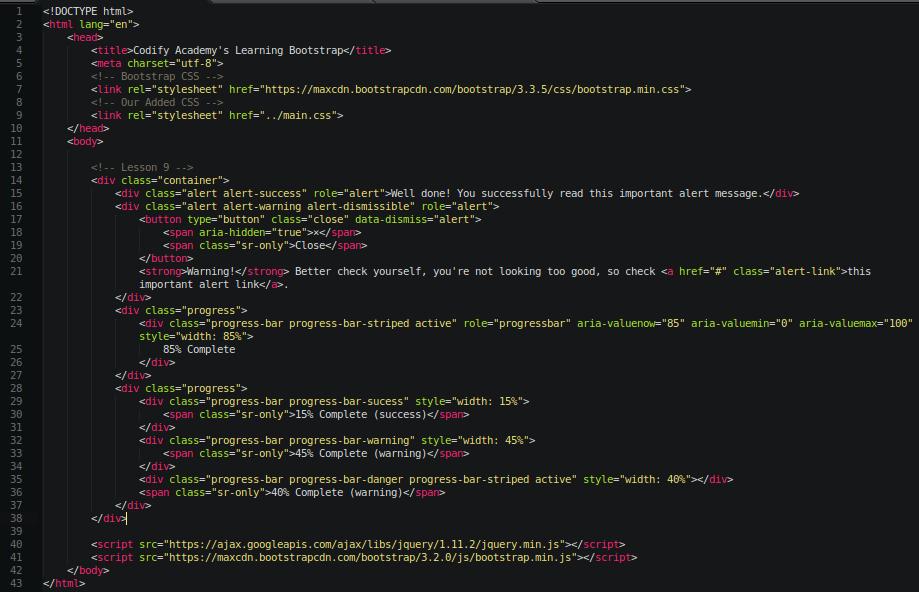 1 <!DOCTYPE html>
2 <html lang="en">
3 <head>
4 <title>Codify Academy's Learning Bootstrap</title>
5 <meta charset="utf-8">
6 <!-- Bootstrap CSS -->
7 <link rel="stylesheet" href="https://maxcdn.bootstrapcdn.com/bootstrap/3.3.5/css/bootstrap.min.css">
8 <!-- Our Added CSS -->
9 <link rel="stylesheet" href="../main.css">
10 </head>
11 <body>
12
13 <!-- Lesson 9 -->
14 <div class="container">
15 <div class="alert alert-success" role="alert">Well done! You successfully read this important alert message.</div>
16 <div class="alert alert-warning alert-dismissible" role="alert">
17 <button type="button" class="close" data-dismiss="alert">
18 <span aria-hidden="true">×</span>
19 <span class="sr-only">Close</span>
20 </button>
21 <strong>Warning!</strong> Better check yourself, you're not looking too good, so check <a href="#" class="alert-link">this
important alert link</a>.
22 </div>
23 <div class="progress">
24 <div class="progress-bar progress-bar-striped active" role="progressbar" aria-valuenow="85" aria-valuemin="0" aria-valuemax="100"
style="width: 85%">
25 85% Complete
26 </div>
27 </div>
28 <div class="progress">
29 <div class="progress-bar progress-bar-sucess" style="width: 15%">
30 <span class="sr-only">15% Complete (success)</span>
31 </div>
32 <div class="progress-bar progress-bar-warning" style="width: 45%">
33 <span class="sr-only">45% Complete (warning)</span>
34 </div>
35 <div class="progress-bar progress-bar-danger progress-bar-striped active" style="width: 40%"></div>
36 <span class="sr-only">40% Complete (warning)</span>
37 </div>
38 </div>
39
40 <script src="https://ajax.googleapis.com/ajax/libs/jquery/1.11.2/jquery.min.js"></script>
41 <script src="https://maxcdn.bootstrapcdn.com/bootstrap/3.2.0/js/bootstrap.min.js"></script>
42 </body>
43 </html>